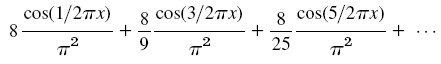 8 cos(1/2πx)/π² + 8/9 cos(3/2πx)/π² + 8/25 cos(5/2πx)/π² + ⋯